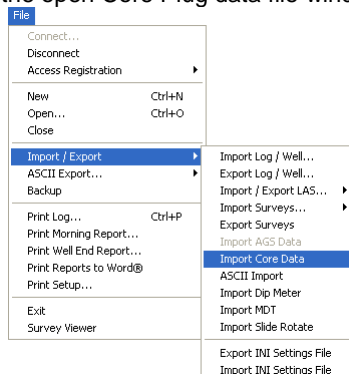 the open Core Plug data file wind
File
Connect...
Disconnect
Access Registration
New Ctrl+N
Open... Ctrl+O
Close
Import / Export
ASCII Export...
Backup
Print Log... Ctrl+P
Print Morning Report...
Print Well End Report...
Print Reports to Word®
Print Setup...
Exit
Survey Viewer
Import Log / Well...
Export Log / Well...
Import / Export LAS...
Import Surveys...
Export Surveys
Import AGS Data
Import Core Data
ASCII Import
Import Dip Meter
Import MDT
Import Slide Rotate
Export INI Settings File
Import INI Settings File